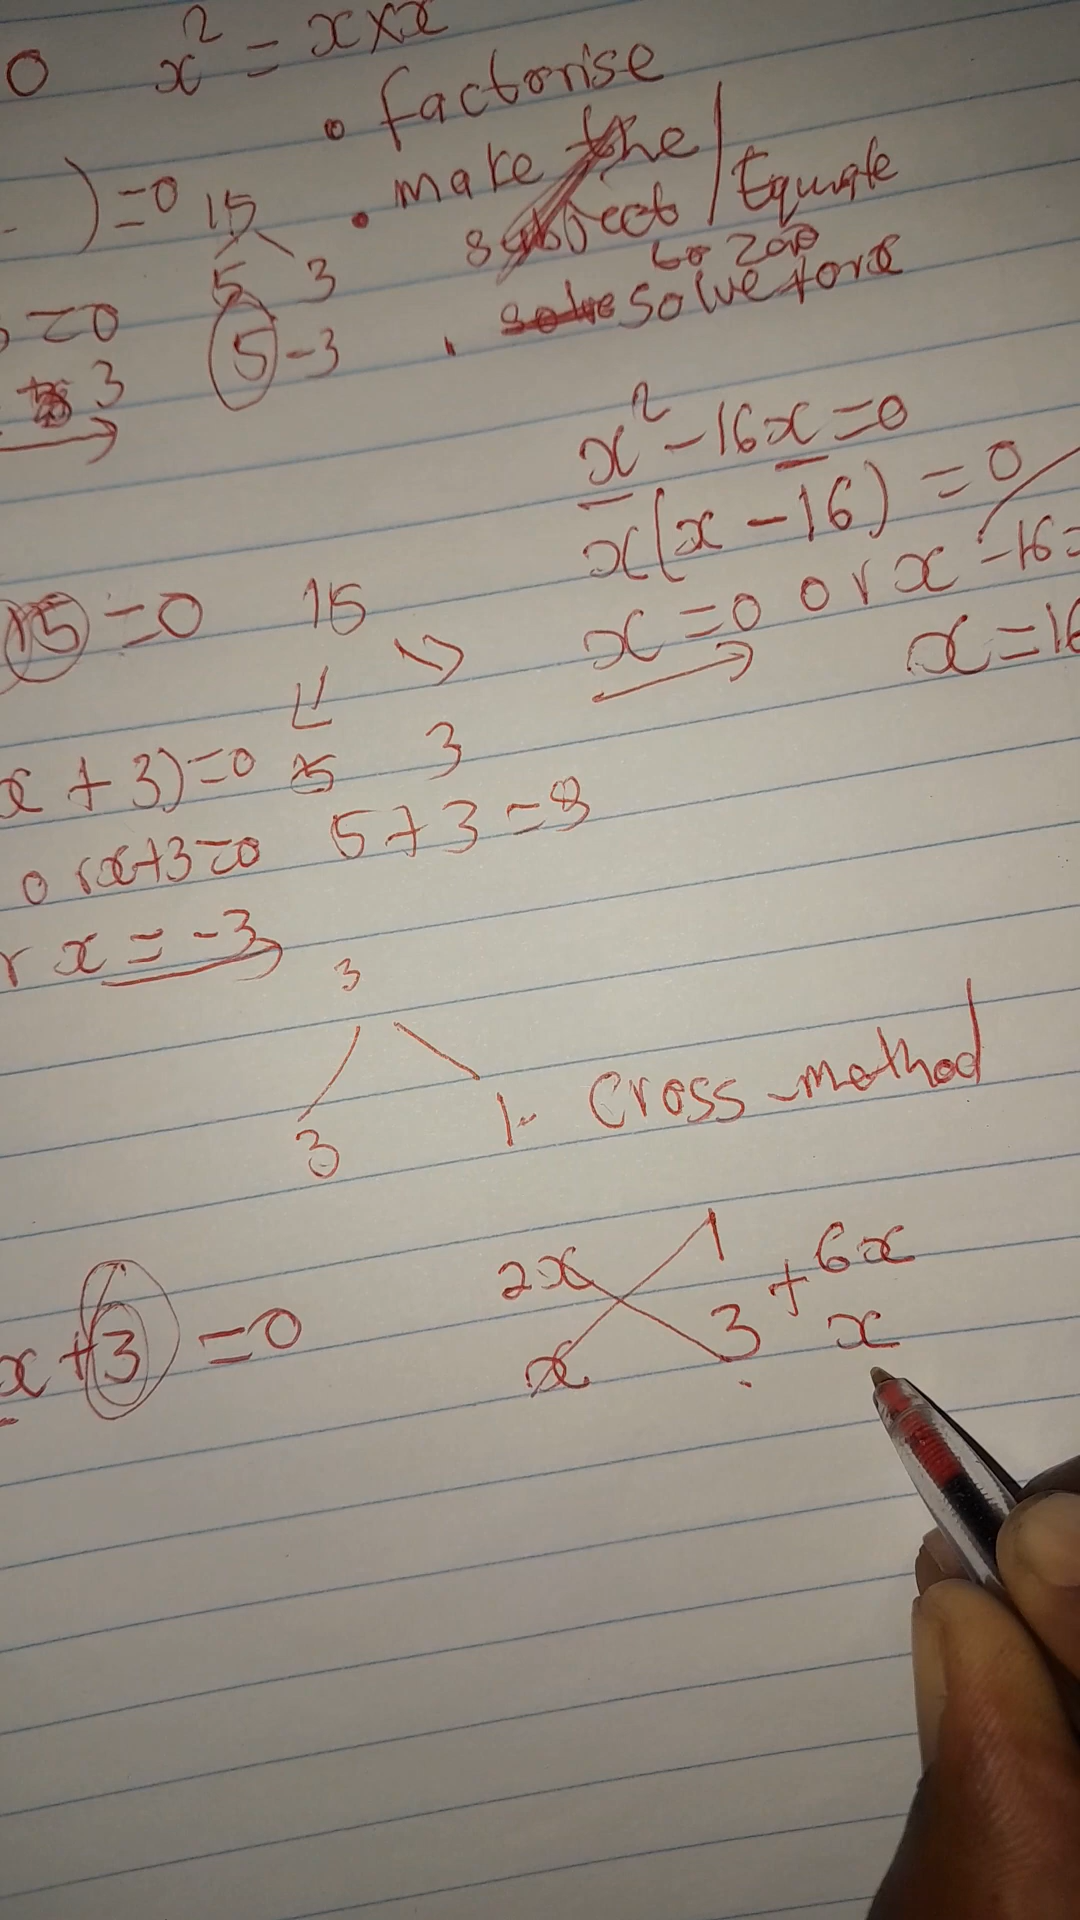 0 x² = x×x
• factorise
• make the
subject / Equate
to zero
solve for x
) =0
15
5 3
=0
5 -3
3
x² -16x =0
x(x -16) =0
x =0 or x -16=
x =16
15 =0
15
x + 3) =0
5 3
or x+3=0
5+3=8
r x = -3
3
3 1
Cross-method
x+3 =0
2x 1 + 6x
x 3 x